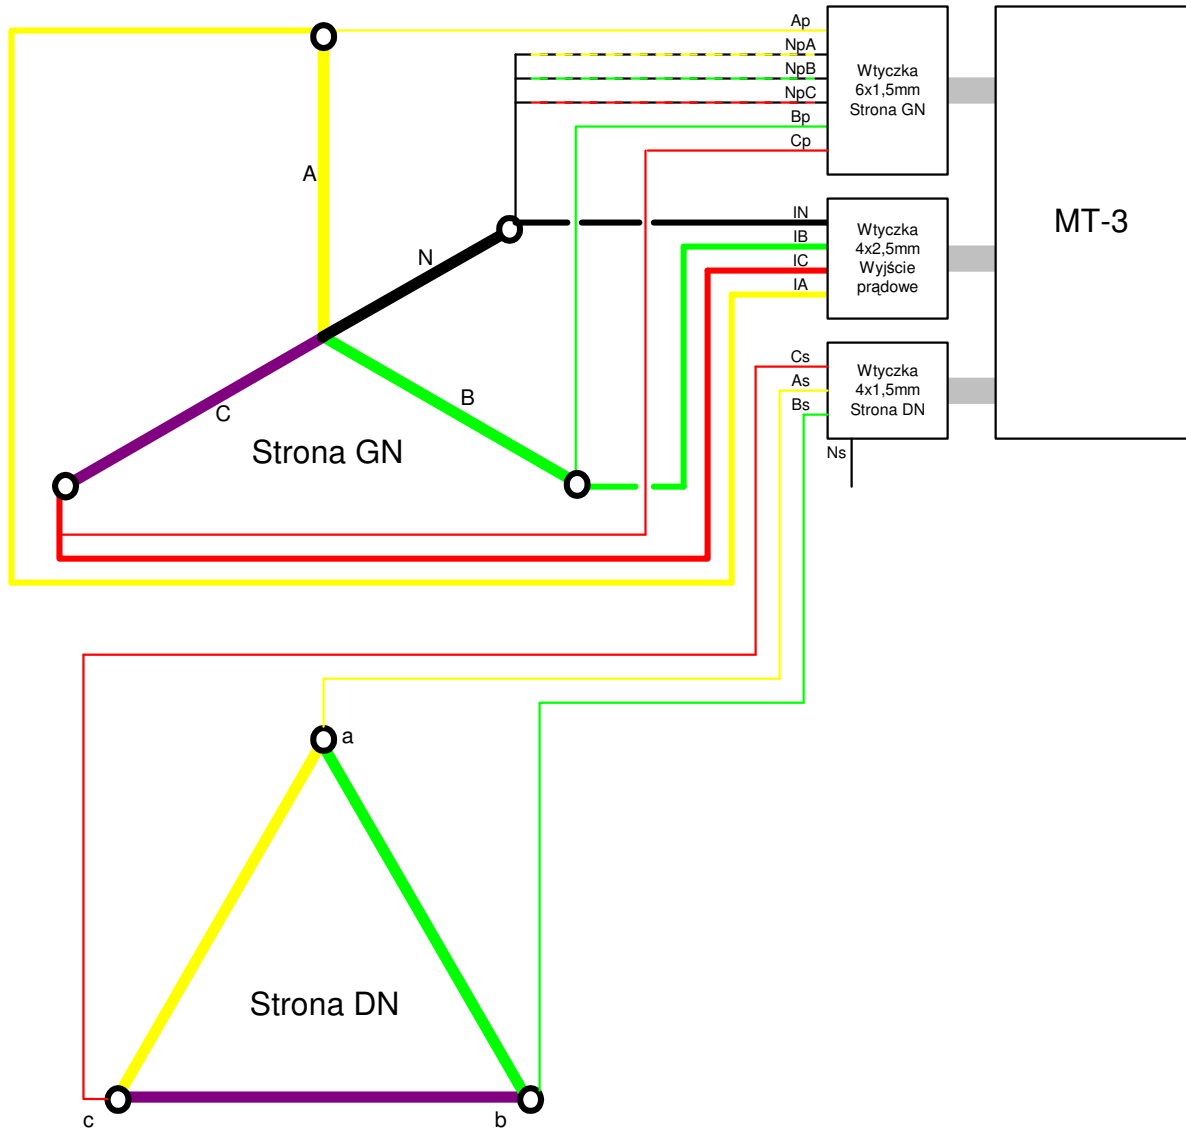 Ap
NpA
NpB
NpC
Bp
Cp
Wtyczka
6x1,5mm
Strona GN
MT-3
A
N
C
B
Strona GN
IN
IB
IC
IA
Wtyczka
4x2,5mm
Wyjście
prądowe
Cs
As
Bs
Wtyczka
4x1,5mm
Strona DN
Ns
a
Strona DN
c
b